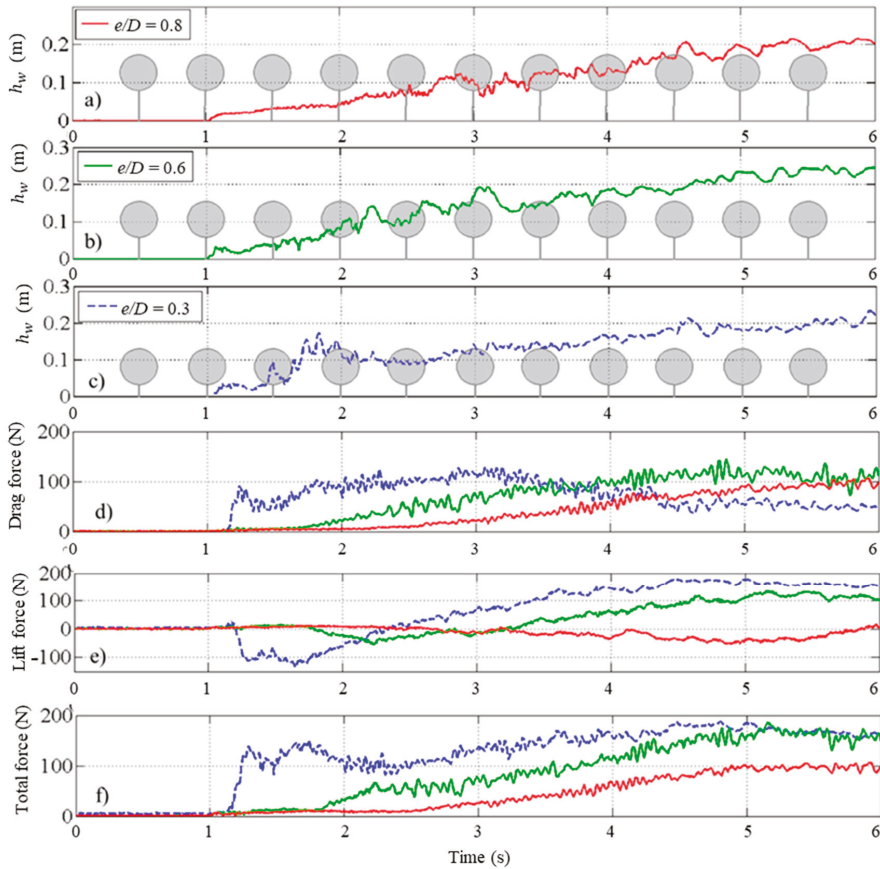 e/D = 0.8
h_w (m)
0.2
0.1
0
a)
0 1 2 3 4 5 6
e/D = 0.6
h_w (m)
0.3
0.2
0.1
0
b)
0 1 2 3 4 5 6
e/D = 0.3
h_w (m)
0.3
0.2
0.1
0
c)
0 1 2 3 4 5 6
Drag force (N)
200
100
0
d)
0 1 2 3 4 5 6
Lift force (N)
200
100
0
-100
e)
0 1 2 3 4 5 6
Total force (N)
200
100
0
f)
0 1 2 3 4 5 6
Time (s)